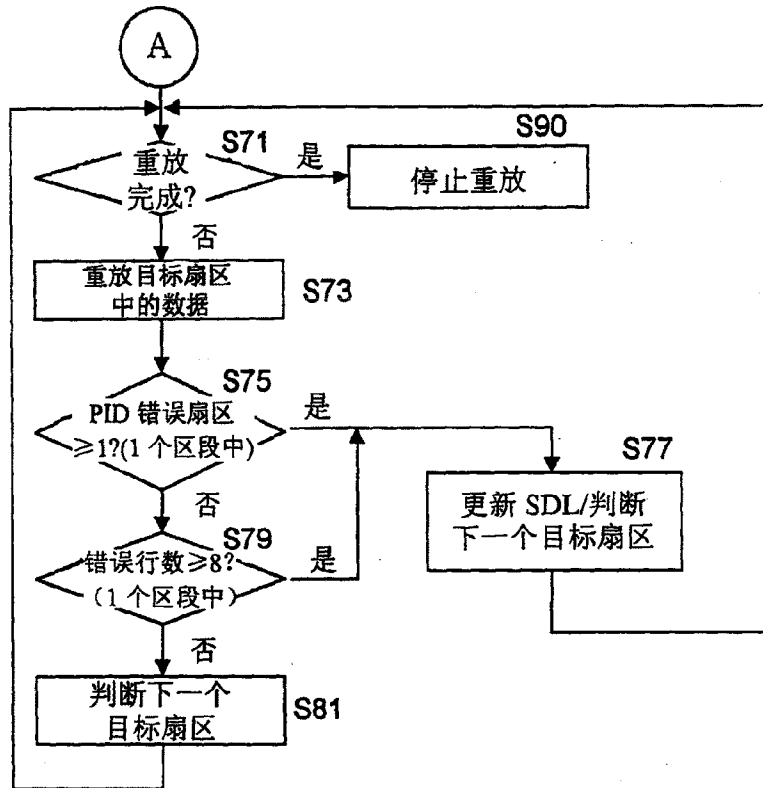 A
S71
重放
完成?
是
S90
停止重放
否
重放目标扇区
中的数据
S73
S75
PID 错误扇区
≥1?(1 个区段中)
是
否
S77
更新 SDL/判断
下一个目标扇区
S79
错误行数≥8?
(1 个区段中)
是
否
判断下一个
目标扇区
S81